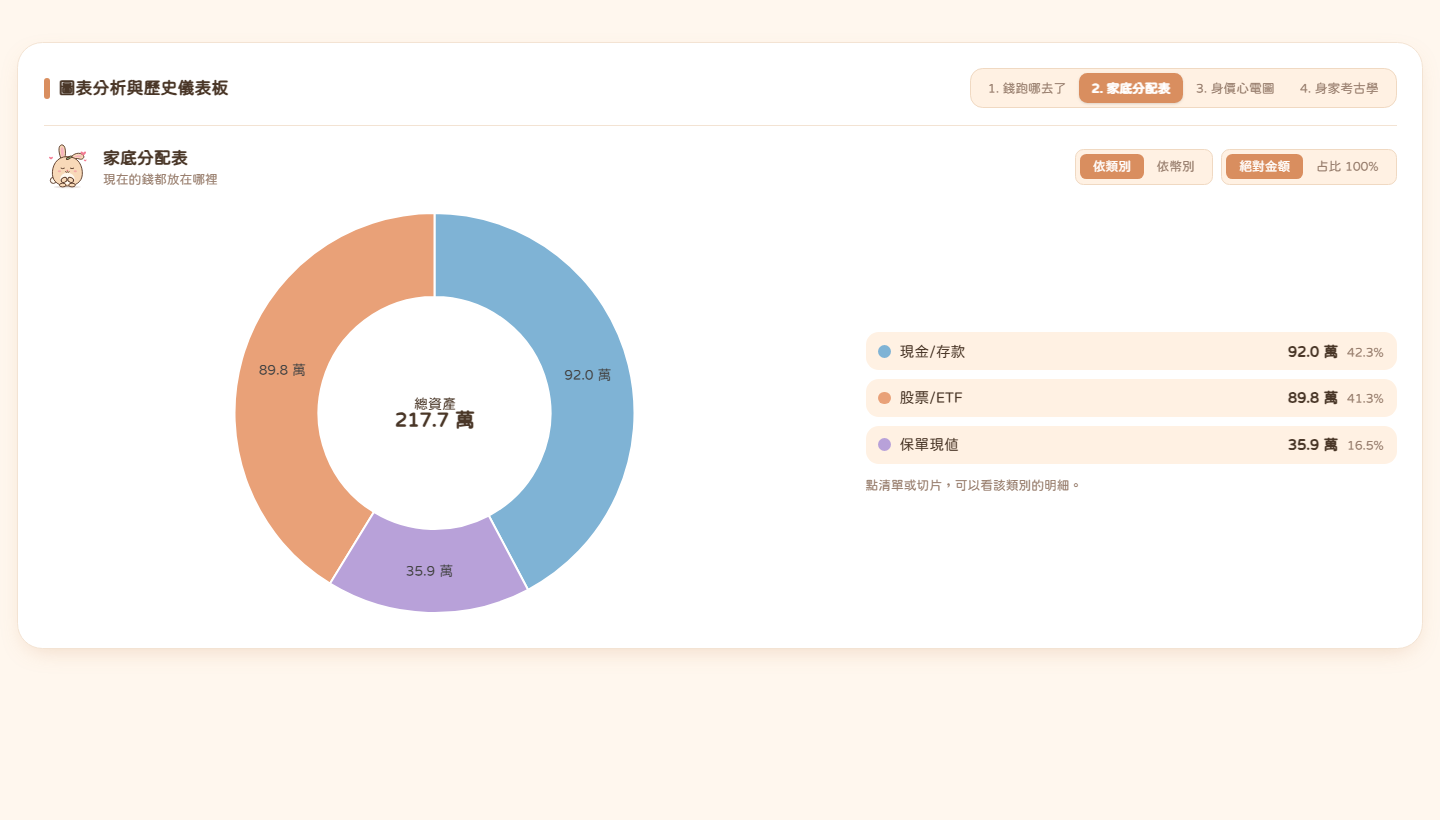 圖表分析與歷史儀表板
1. 錢跑哪去了
2. 家底分配表
3. 身價心電圖
4. 身家考古學
家底分配表
現在的錢都放在哪裡
依類別
依幣別
絕對金額
占比 100%
89.8 萬
92.0 萬
總資產
217.7 萬
35.9 萬
現金/存款 92.0 萬 42.3%
股票/ETF 89.8 萬 41.3%
保單現值 35.9 萬 16.5%
點清單或切片，可以看該類別的明細。